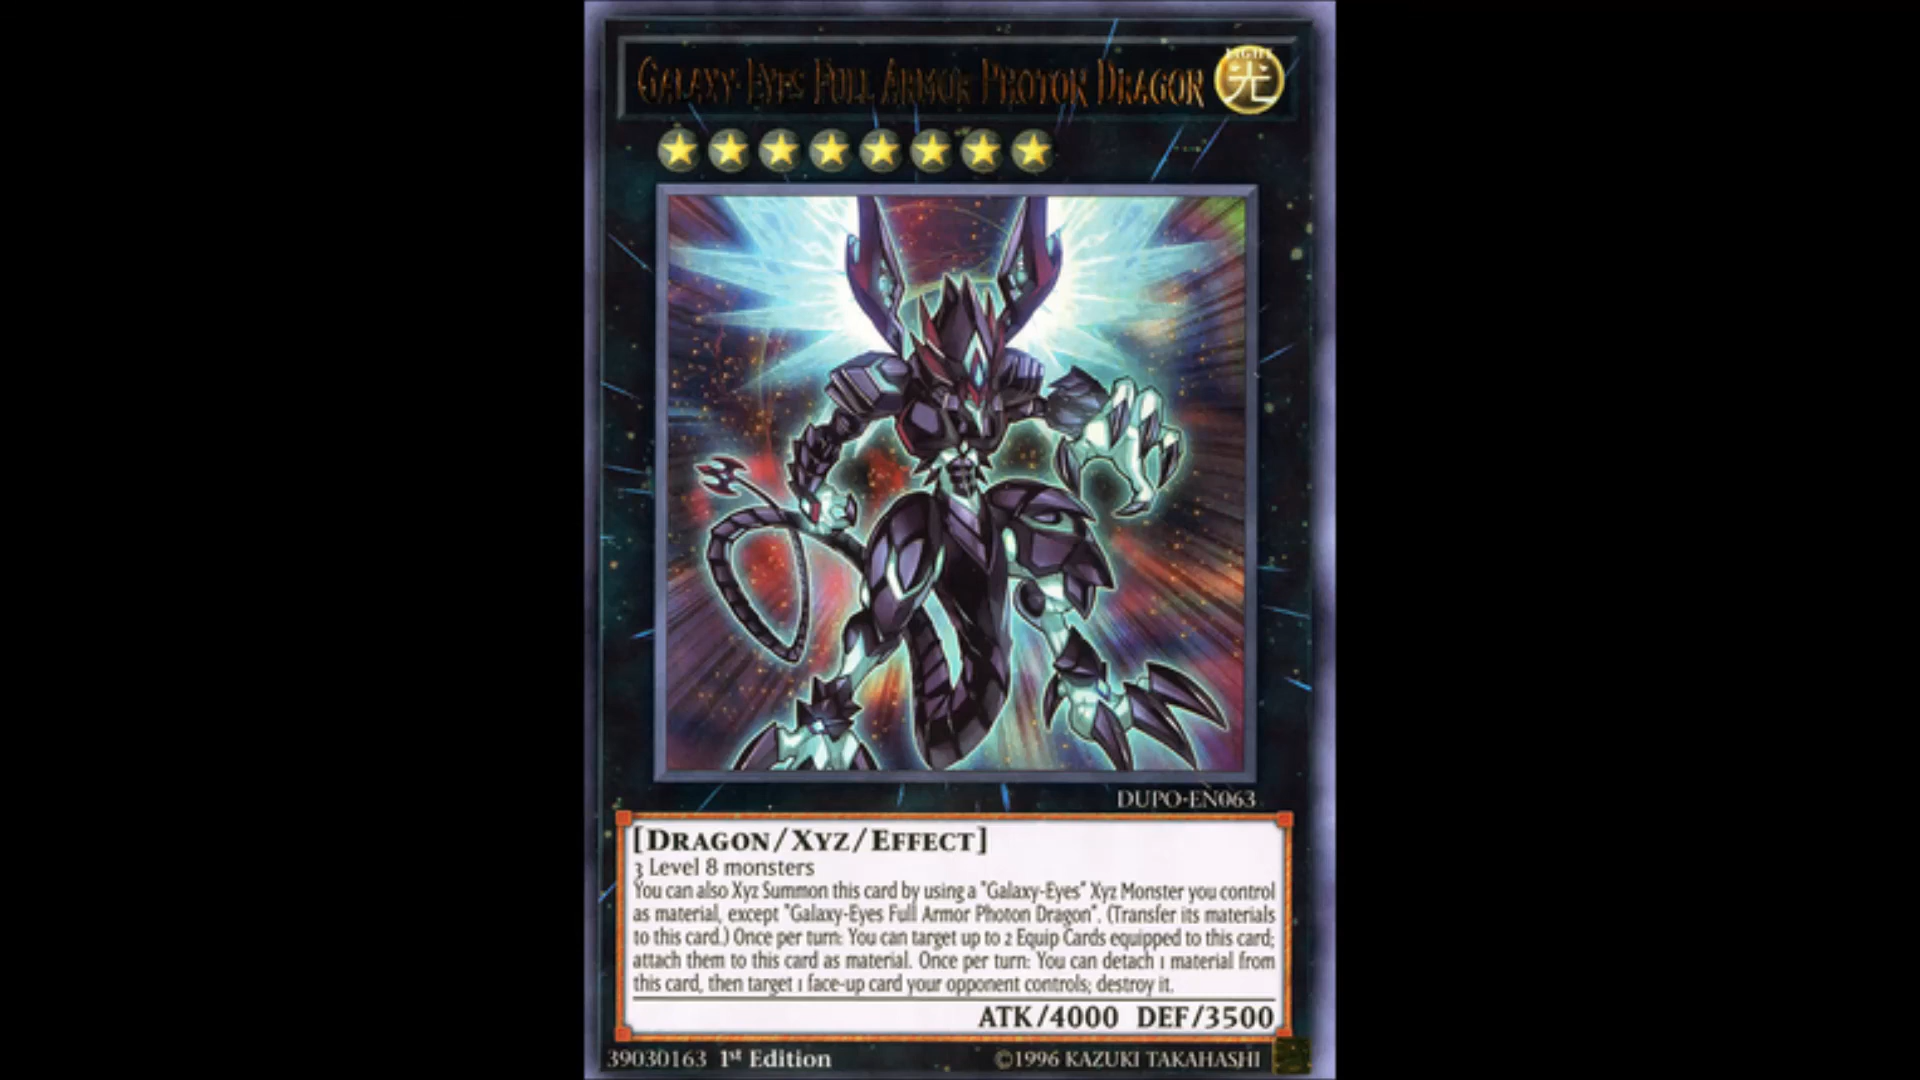 Galaxy-Eyes Full Armor Photon Dragon
LIGHT
光
DUPO-EN063
[Dragon/Xyz/Effect]
3 Level 8 monsters
You can also Xyz Summon this card by using a "Galaxy-Eyes" Xyz Monster you control
as material, except "Galaxy-Eyes Full Armor Photon Dragon". (Transfer its materials
to this card.) Once per turn: You can target up to 2 Equip Cards equipped to this card;
attach them to this card as material. Once per turn: You can detach 1 material from
this card, then target 1 face-up card your opponent controls; destroy it.
ATK/4000 DEF/3500
39030163 1st Edition
©1996 KAZUKI TAKAHASHI